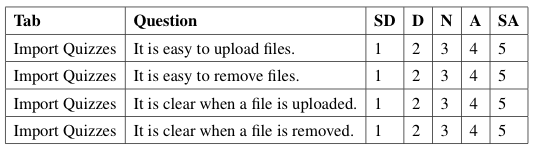 Tab Question SD D N A SA
Import Quizzes It is easy to upload files. 1 2 3 4 5
Import Quizzes It is easy to remove files. 1 2 3 4 5
Import Quizzes It is clear when a file is uploaded. 1 2 3 4 5
Import Quizzes It is clear when a file is removed. 1 2 3 4 5